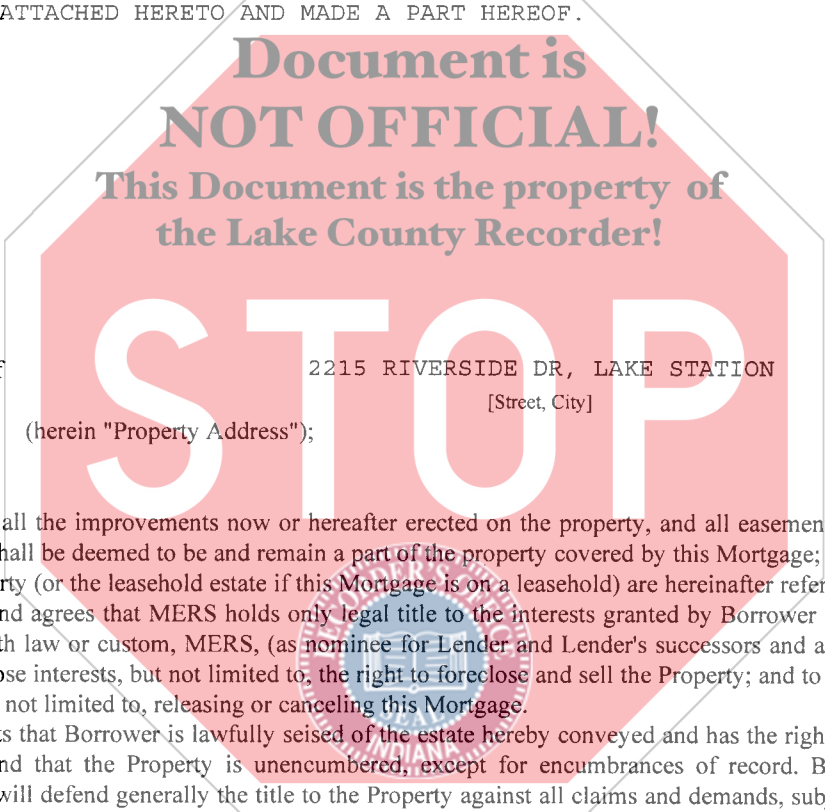 ATTACHED HERETO AND MADE A PART HEREOF.
Document is
NOT OFFICIAL!
This Document is the property of
the Lake County Recorder!
STOP
2215 RIVERSIDE DR, LAKE STATION
[Street, City]
(herein "Property Address");
all the improvements now or hereafter erected on the property, and all easemen
hall be deemed to be and remain a part of the property covered by this Mortgage;
rty (or the leasehold estate if this Mortgage is on a leasehold) are hereinafter refer
nd agrees that MERS holds only legal title to the interests granted by Borrower
th law or custom, MERS, (as nominee for Lender and Lender's successors and a
ose interests, but not limited to, the right to foreclose and sell the Property; and to
not limited to, releasing or canceling this Mortgage.
s that Borrower is lawfully seised of the estate hereby conveyed and has the righ
nd that the Property is unencumbered, except for encumbrances of record. B
will defend generally the title to the Property against all claims and demands, sub
SEAL
INDIANA